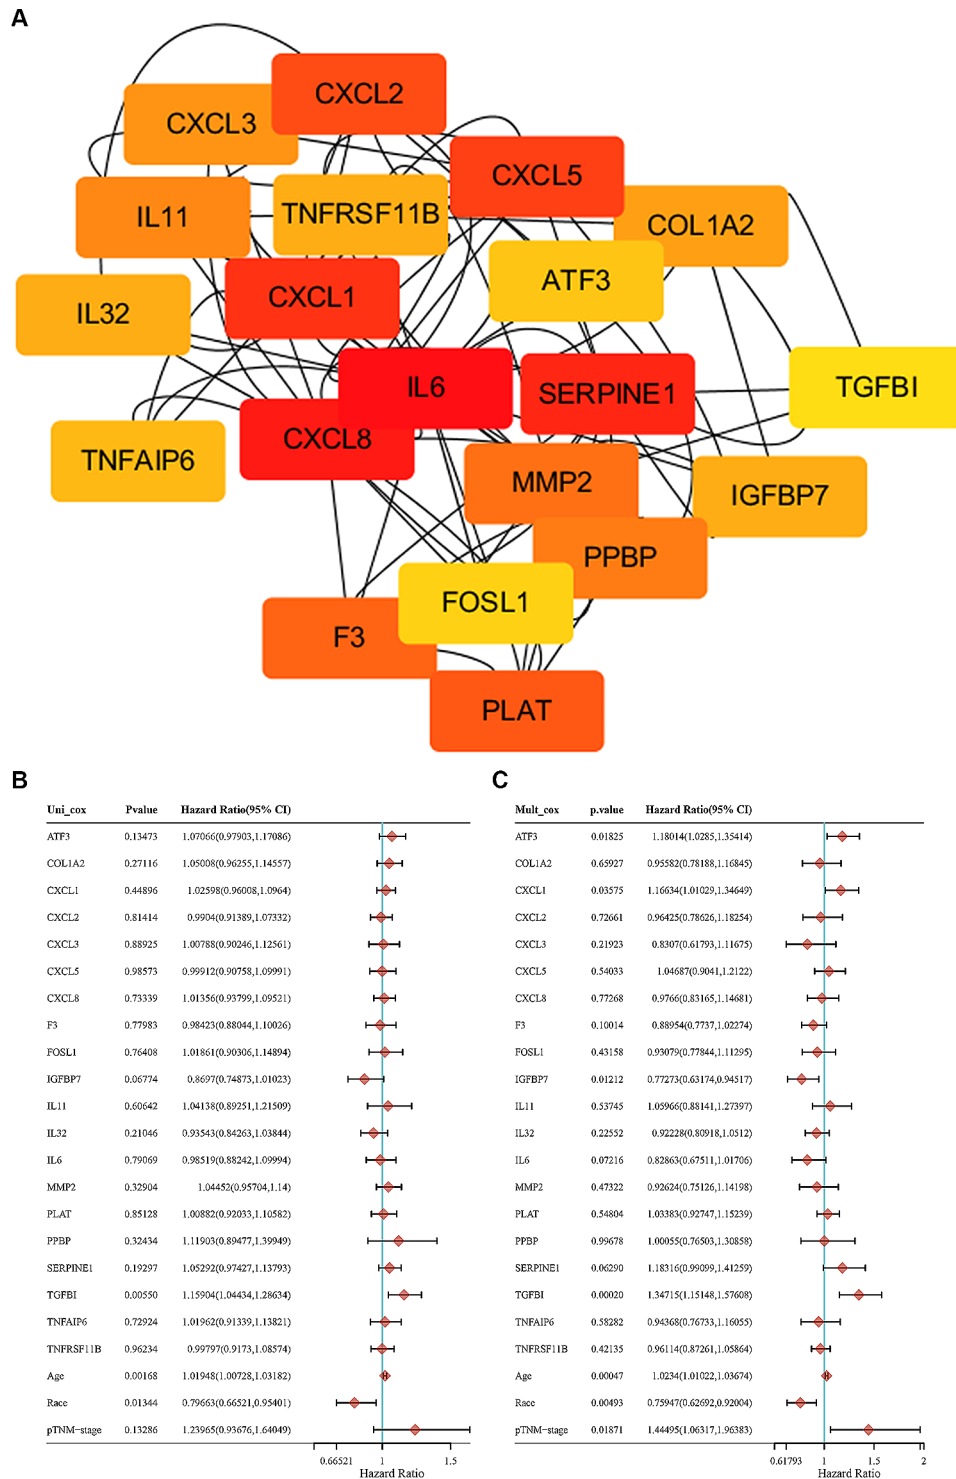 A
CXCL2
CXCL3
CXCL5
IL11
TNFRSF11B
COL1A2
ATF3
CXCL1
IL32
IL6
SERPINE1
TGFBI
CXCL8
TNFAIP6
MMP2
IGFBP7
PPBP
FOSL1
F3
PLAT
B
Uni_cox Pvalue Hazard Ratio(95% CI)
ATF3 0.13473 1.07066(0.97903,1.17086)
COL1A2 0.27116 1.05008(0.96255,1.14557)
CXCL1 0.44896 1.02598(0.96008,1.0964)
CXCL2 0.81414 0.9904(0.91389,1.07332)
CXCL3 0.88925 1.00788(0.90246,1.12561)
CXCL5 0.98573 0.99912(0.90758,1.09991)
CXCL8 0.73339 1.01356(0.93799,1.09521)
F3 0.77983 0.98423(0.88044,1.10026)
FOSL1 0.76408 1.01861(0.90306,1.14894)
IGFBP7 0.06774 0.8697(0.74873,1.01023)
IL11 0.60642 1.04138(0.89251,1.21509)
IL32 0.21046 0.93543(0.84263,1.03844)
IL6 0.79069 0.98519(0.88242,1.09994)
MMP2 0.32904 1.04452(0.95704,1.14)
PLAT 0.85128 1.00882(0.92033,1.10582)
PPBP 0.32434 1.11903(0.89477,1.39949)
SERPINE1 0.19297 1.05292(0.97427,1.13793)
TGFBI 0.00550 1.15904(1.04434,1.28634)
TNFAIP6 0.72924 1.01962(0.91339,1.13821)
TNFRSF11B 0.96234 0.99797(0.9173,1.08574)
Age 0.00168 1.01948(1.00728,1.03182)
Race 0.01344 0.79663(0.66521,0.95401)
pTNM-stage 0.13286 1.23965(0.93676,1.64049)
0.66521 1 1.5
Hazard Ratio
C
Mult_cox p.value Hazard Ratio(95% CI)
ATF3 0.01825 1.18014(1.0285,1.35414)
COL1A2 0.65927 0.95582(0.78188,1.16845)
CXCL1 0.03575 1.16634(1.01029,1.34649)
CXCL2 0.72661 0.96425(0.78626,1.18254)
CXCL3 0.21923 0.8307(0.61793,1.11675)
CXCL5 0.54033 1.04687(0.9041,1.2122)
CXCL8 0.77268 0.9766(0.83165,1.14681)
F3 0.10014 0.88954(0.7737,1.02274)
FOSL1 0.43158 0.93079(0.77844,1.11295)
IGFBP7 0.01212 0.77273(0.63174,0.94517)
IL11 0.53745 1.05966(0.88141,1.27397)
IL32 0.22552 0.92228(0.80918,1.0512)
IL6 0.07216 0.82863(0.67511,1.01706)
MMP2 0.47322 0.92624(0.75126,1.14198)
PLAT 0.54804 1.03383(0.92747,1.15239)
PPBP 0.99678 1.00055(0.76503,1.30858)
SERPINE1 0.06290 1.18316(0.99099,1.41259)
TGFBI 0.00020 1.34715(1.15148,1.57608)
TNFAIP6 0.58282 0.94368(0.76733,1.16055)
TNFRSF11B 0.42135 0.96114(0.87261,1.05864)
Age 0.00047 1.0234(1.01022,1.03674)
Race 0.00493 0.75947(0.62692,0.92004)
pTNM-stage 0.01871 1.44495(1.06317,1.96383)
0.61793 1 1.5 2
Hazard Ratio